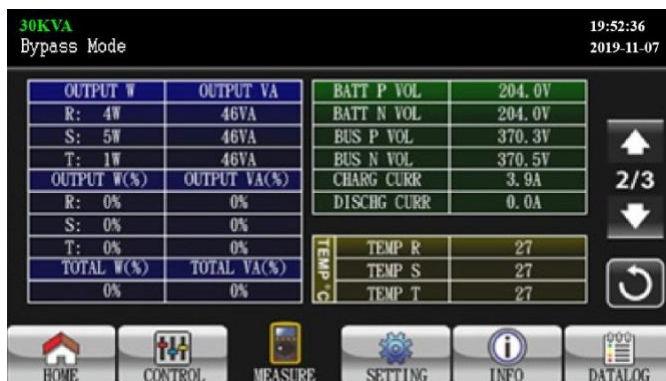 30KVA
19:52:36
Bypass Mode
2019-11-07
OUTPUT W OUTPUT VA
R: 4W 46VA
S: 5W 46VA
T: 1W 46VA
OUTPUT W(%) OUTPUT VA(%)
R: 0% 0%
S: 0% 0%
T: 0% 0%
TOTAL W(%) TOTAL VA(%)
0% 0%
BATT P VOL 204.0V
BATT N VOL 204.0V
BUS P VOL 370.3V
BUS N VOL 370.5V
CHARG CURR 3.9A
DISCHG CURR 0.0A
TEMP °C
TEMP R 27
TEMP S 27
TEMP T 27
2/3
HOME CONTROL MEASURE SETTING INFO DATALOG